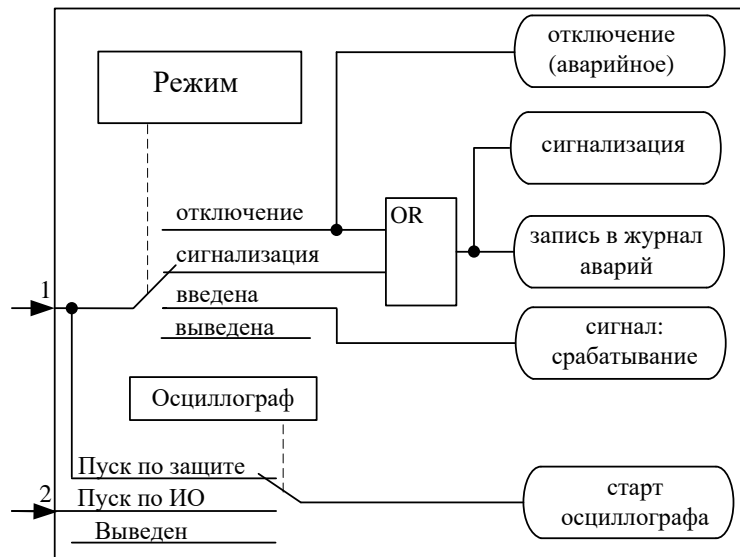 отключение
(аварийное)
Режим
сигнализация
отключение
OR
сигнализация
запись в журнал
аварий
1
введена
выведена
сигнал:
срабатывание
Осциллограф
Пуск по защите
2
Пуск по ИО
Выведен
старт
осциллографа